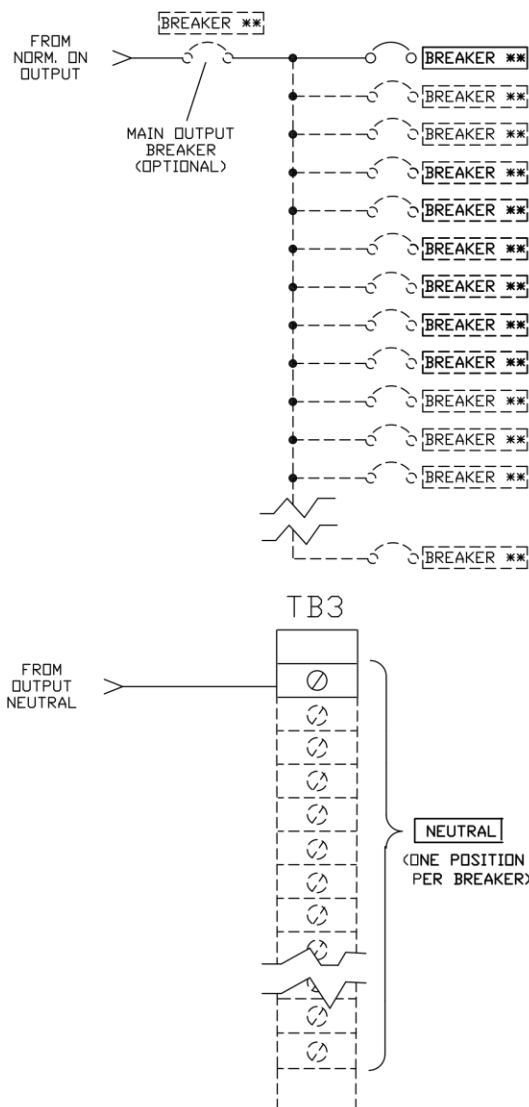 BREAKER **
FROM
NORM. ON
OUTPUT
MAIN OUTPUT
BREAKER
(OPTIONAL)
BREAKER **
BREAKER **
BREAKER **
BREAKER **
BREAKER **
BREAKER **
BREAKER **
BREAKER **
BREAKER **
BREAKER **
BREAKER **
BREAKER **
BREAKER **
TB3
FROM
OUTPUT
NEUTRAL
NEUTRAL
(ONE POSITION
PER BREAKER)